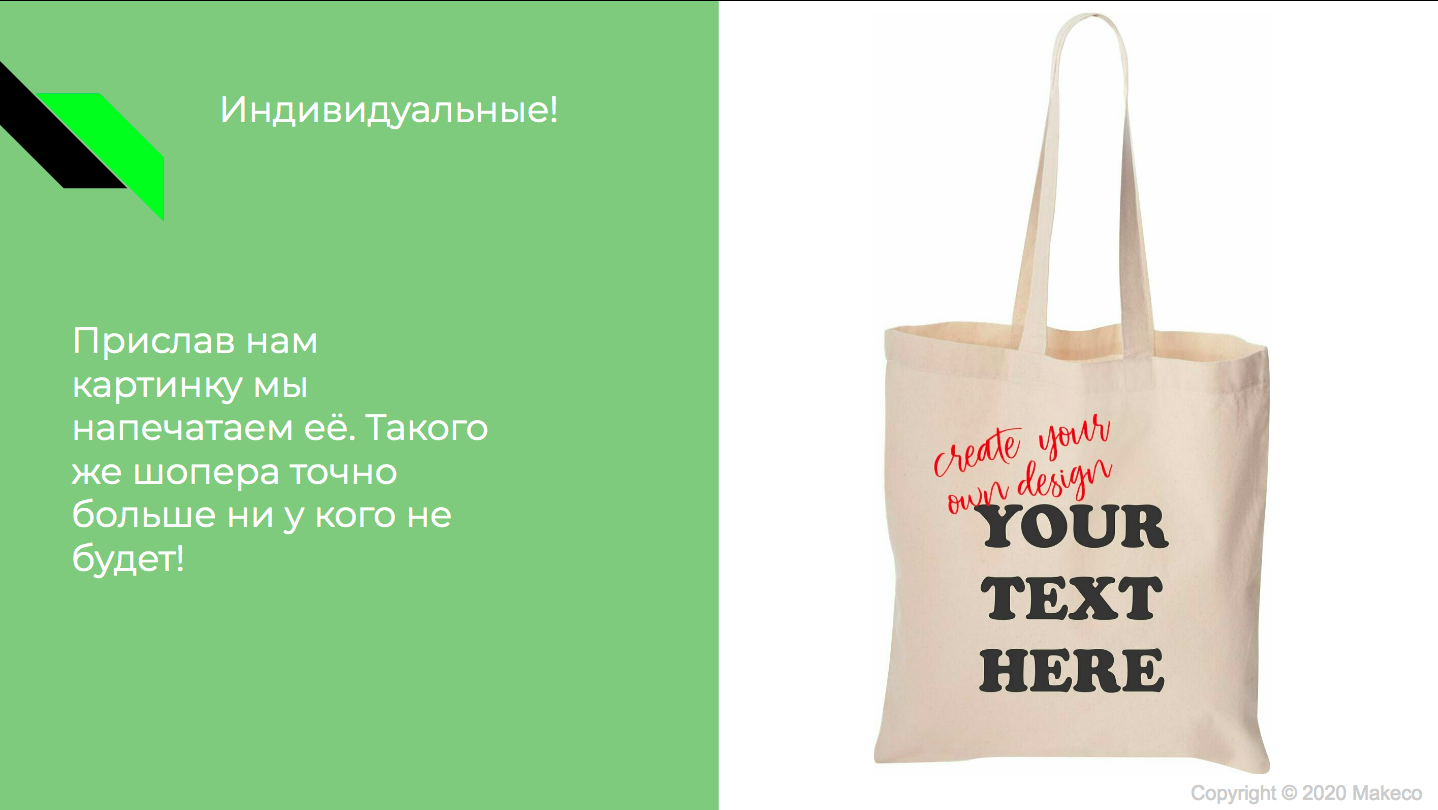 Индивидуальные!
Прислав нам
картинку мы
напечатаем её. Такого
же шопера точно
больше ни у кого не
будет!
create your
own design
YOUR
TEXT
HERE
Copyright © 2020 Makeco